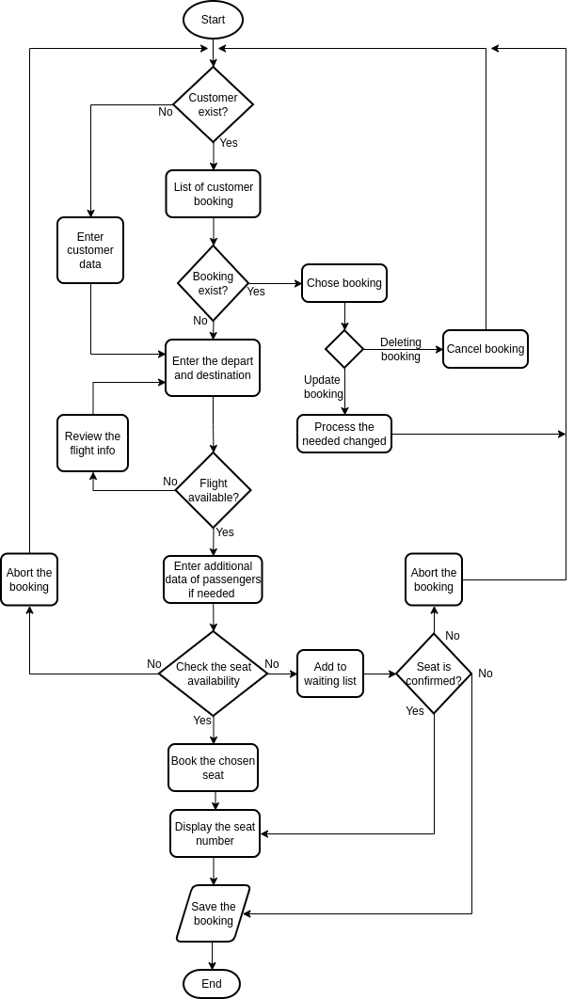 Start
Customer
exist?
No
Yes
List of customer
booking
Enter
customer
data
Booking
exist?
Yes
Chose booking
No
Deleting
booking
Cancel booking
Enter the depart
and destination
Update
booking
Process the
needed changed
Review the
flight info
No
Flight
available?
Yes
Abort the
booking
Enter additional
data of passengers
if needed
Abort the
booking
No
No
Check the seat
availability
No
Add to
waiting list
Seat is
confirmed?
No
Yes
Yes
Book the chosen
seat
Display the seat
number
Save the
booking
End